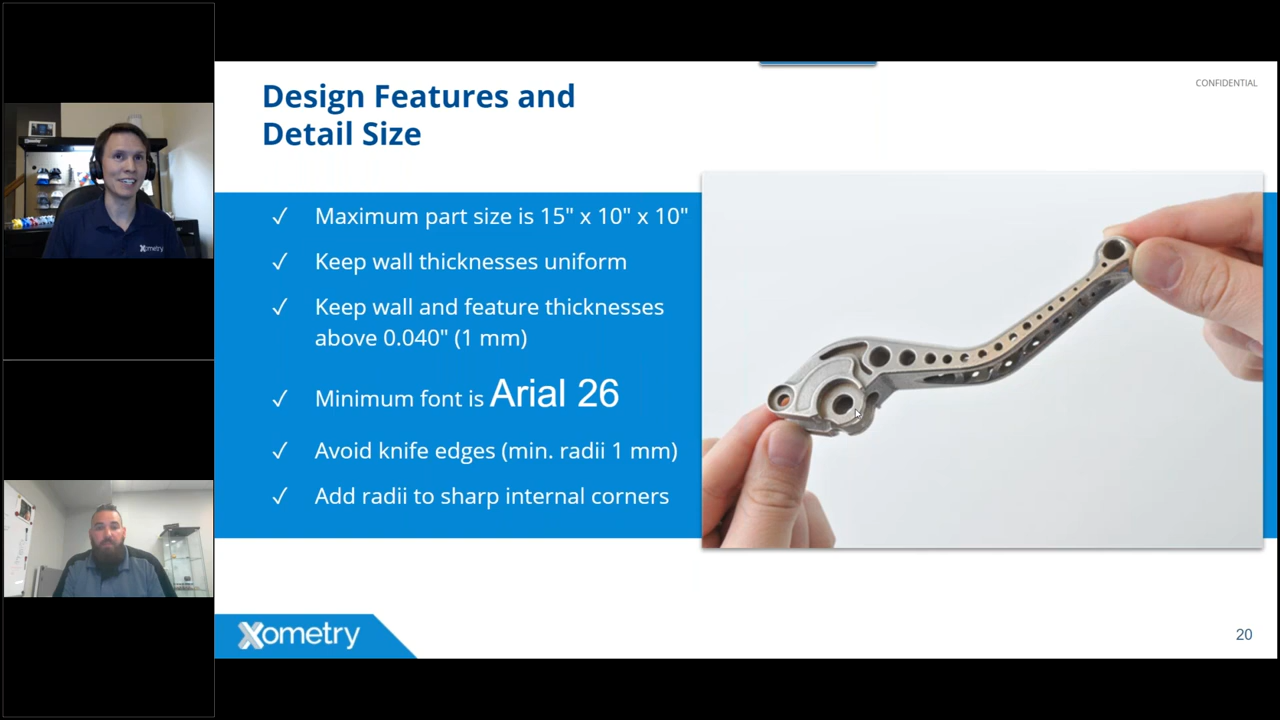 Design Features and
Detail Size
CONFIDENTIAL
✓ Maximum part size is 15" x 10" x 10"
✓ Keep wall thicknesses uniform
✓ Keep wall and feature thicknesses
above 0.040" (1 mm)
✓ Minimum font is Arial 26
✓ Avoid knife edges (min. radii 1 mm)
✓ Add radii to sharp internal corners
Xometry
Xometry
20